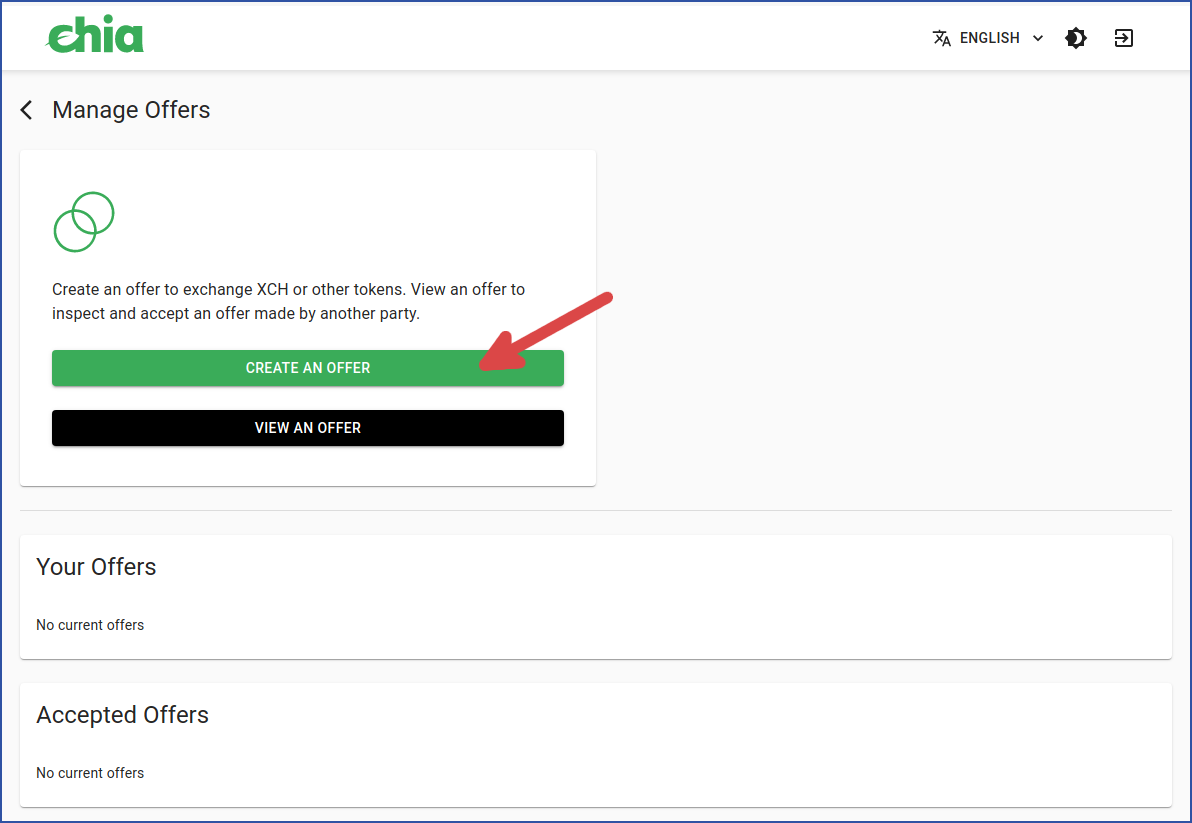 chia
ENGLISH
Manage Offers
Create an offer to exchange XCH or other tokens. View an offer to
inspect and accept an offer made by another party.
CREATE AN OFFER
VIEW AN OFFER
Your Offers
No current offers
Accepted Offers
No current offers